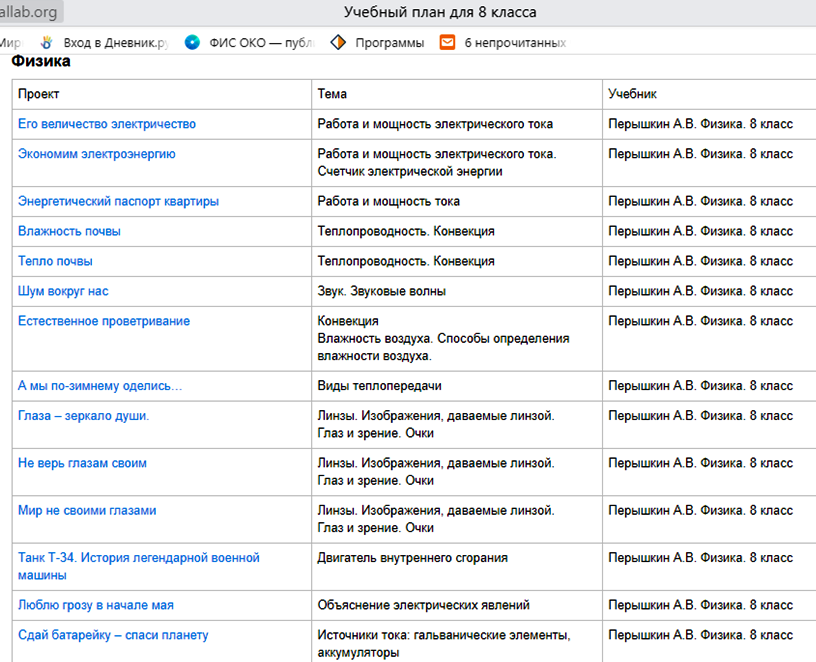 allab.org
Учебный план для 8 класса
Мир
Вход в Дневник.ру
ФИС ОКО — публ
Программы
6 непрочитанных
Физика
Проект Тема Учебник
Его величество электричество Работа и мощность электрического тока Перышкин А.В. Физика. 8 класс
Экономим электроэнергию Работа и мощность электрического тока. Перышкин А.В. Физика. 8 класс
Счетчик электрической энергии
Энергетический паспорт квартиры Работа и мощность тока Перышкин А.В. Физика. 8 класс
Влажность почвы Теплопроводность. Конвекция Перышкин А.В. Физика. 8 класс
Тепло почвы Теплопроводность. Конвекция Перышкин А.В. Физика. 8 класс
Шум вокруг нас Звук. Звуковые волны Перышкин А.В. Физика. 8 класс
Естественное проветривание Конвекция Перышкин А.В. Физика. 8 класс
Влажность воздуха. Способы определения
влажности воздуха.
А мы по-зимнему оделись… Виды теплопередачи Перышкин А.В. Физика. 8 класс
Глаза – зеркало души. Линзы. Изображения, даваемые линзой. Перышкин А.В. Физика. 8 класс
Глаз и зрение. Очки
Не верь глазам своим Линзы. Изображения, даваемые линзой. Перышкин А.В. Физика. 8 класс
Глаз и зрение. Очки
Мир не своими глазами Линзы. Изображения, даваемые линзой. Перышкин А.В. Физика. 8 класс
Глаз и зрение. Очки
Танк Т-34. История легендарной военной Двигатель внутреннего сгорания Перышкин А.В. Физика. 8 класс
машины
Люблю грозу в начале мая Объяснение электрических явлений Перышкин А.В. Физика. 8 класс
Сдай батарейку – спаси планету Источники тока: гальванические элементы, Перышкин А.В. Физика. 8 класс
аккумуляторы